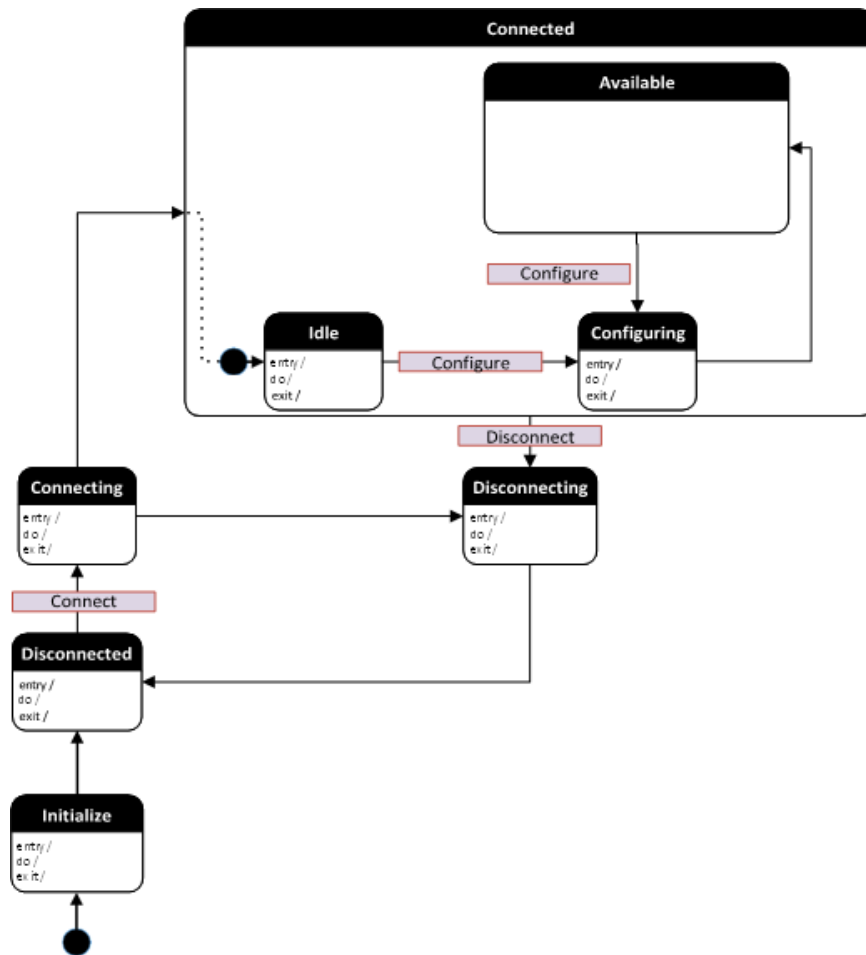 Connected
Available
Configure
Idle
entry /
do /
exit /
Configure
Configuring
entry /
do /
exit /
Disconnect
Connecting
entry /
do /
exit /
Disconnecting
entry /
do /
exit /
Connect
Disconnected
entry /
do /
exit /
Initialize
entry /
do /
exit /